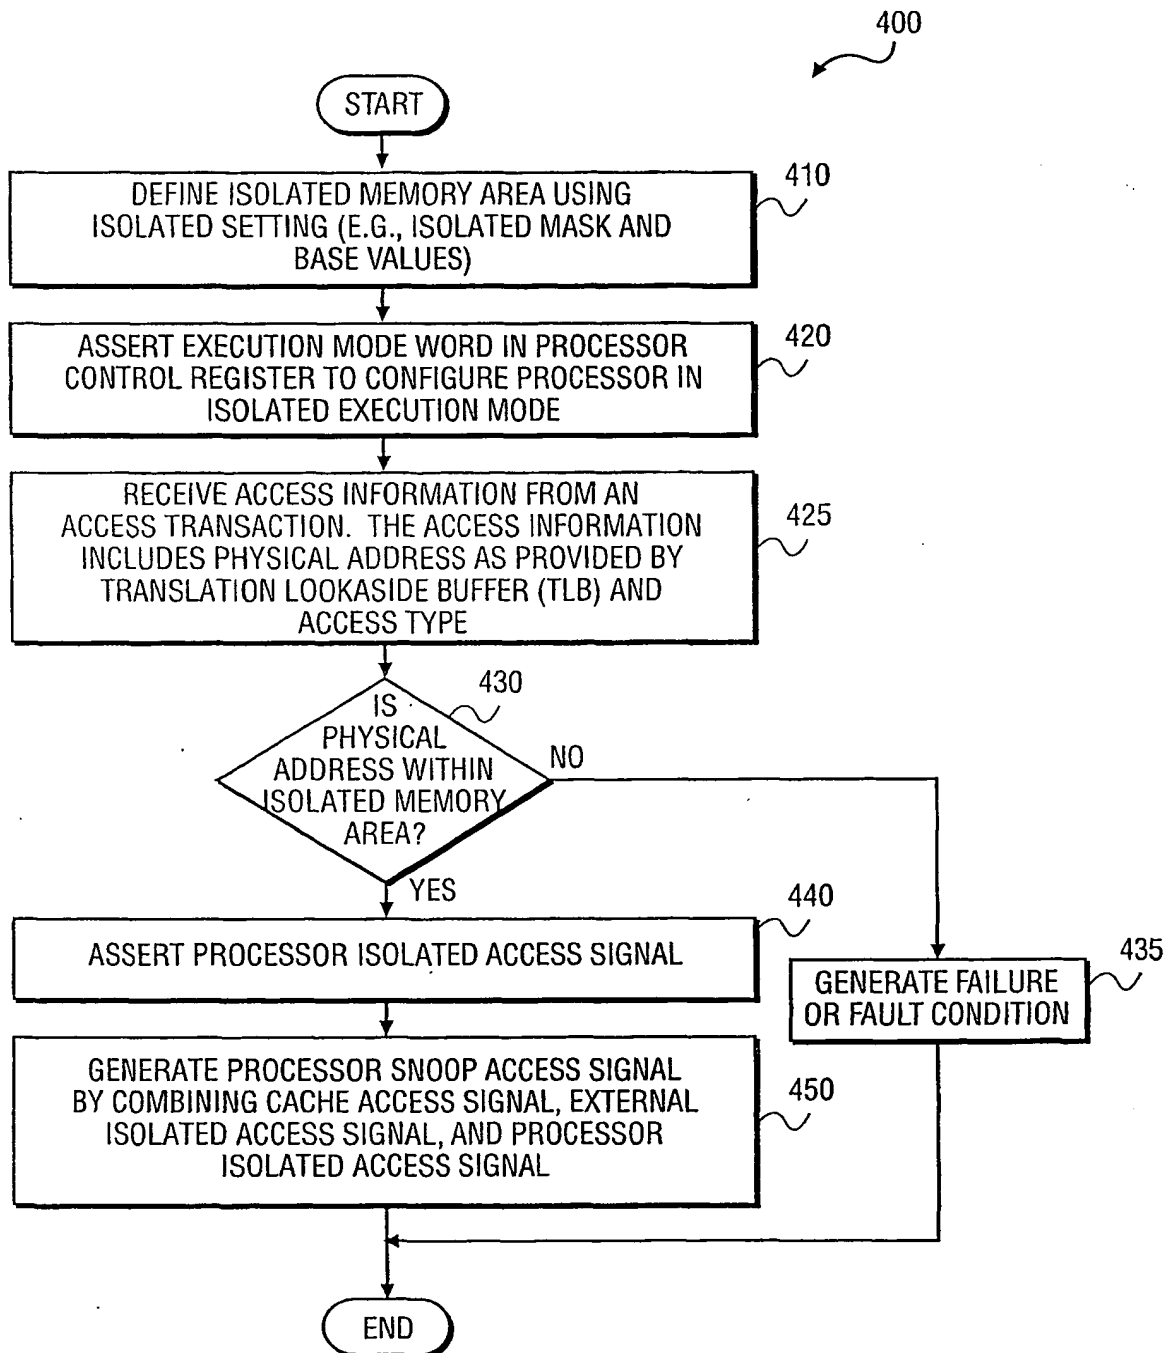 400
START
DEFINE ISOLATED MEMORY AREA USING
ISOLATED SETTING (E.G., ISOLATED MASK AND
BASE VALUES)
410
ASSERT EXECUTION MODE WORD IN PROCESSOR
CONTROL REGISTER TO CONFIGURE PROCESSOR IN
ISOLATED EXECUTION MODE
420
RECEIVE ACCESS INFORMATION FROM AN
ACCESS TRANSACTION. THE ACCESS INFORMATION
INCLUDES PHYSICAL ADDRESS AS PROVIDED BY
TRANSLATION LOOKASIDE BUFFER (TLB) AND
ACCESS TYPE
425
IS
PHYSICAL
ADDRESS WITHIN
ISOLATED MEMORY
AREA?
430
NO
YES
ASSERT PROCESSOR ISOLATED ACCESS SIGNAL
440
GENERATE FAILURE
OR FAULT CONDITION
435
GENERATE PROCESSOR SNOOP ACCESS SIGNAL
BY COMBINING CACHE ACCESS SIGNAL, EXTERNAL
ISOLATED ACCESS SIGNAL, AND PROCESSOR
ISOLATED ACCESS SIGNAL
450
END